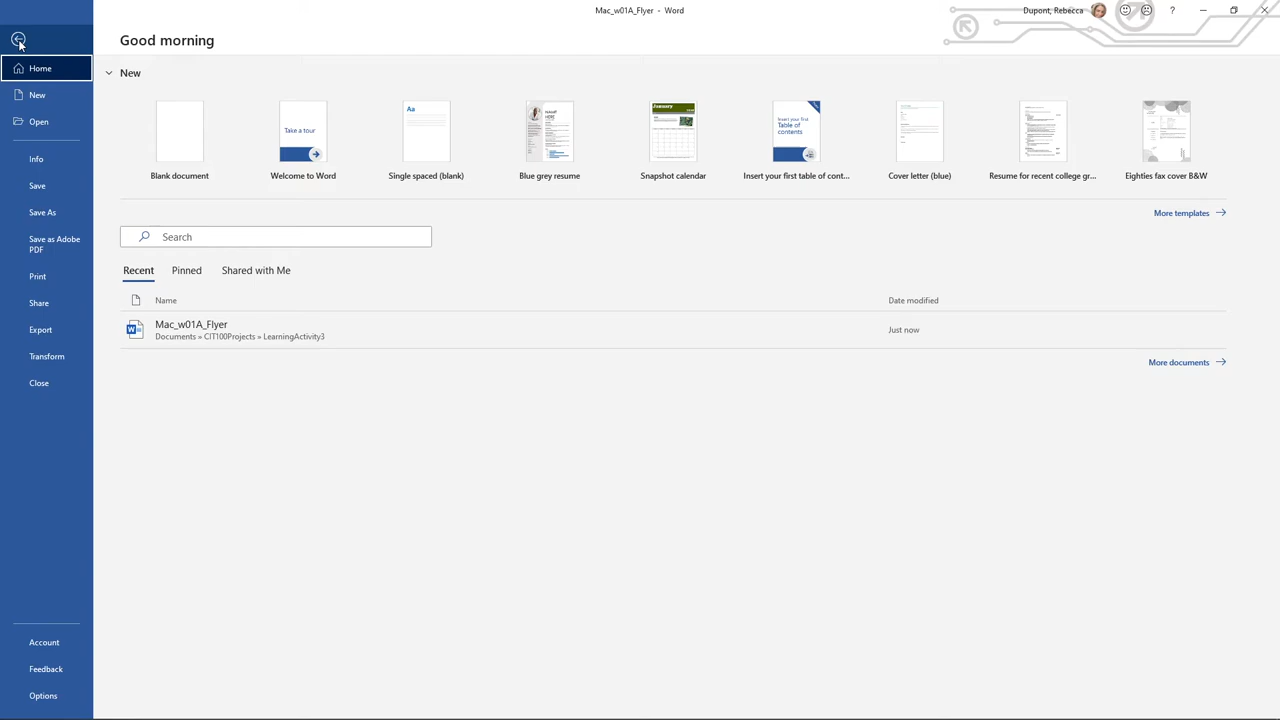 Mac_w01A_Flyer - Word
Dupont, Rebecca
?
Good morning
Home
New
Open
Info
Save
Save As
Save as Adobe
PDF
Print
Share
Export
Transform
Close
Account
Feedback
Options
New
Aa
Take a tour
January
Insert your first
Table of
contents
Blank document
Welcome to Word
Single spaced (blank)
Blue grey resume
Snapshot calendar
Insert your first table of cont...
Cover letter (blue)
Resume for recent college gr...
Eighties fax cover B&W
More templates
Search
Recent Pinned Shared with Me
Name Date modified
Mac_w01A_Flyer
Documents » CIT100Projects » LearningActivity3
Just now
More documents